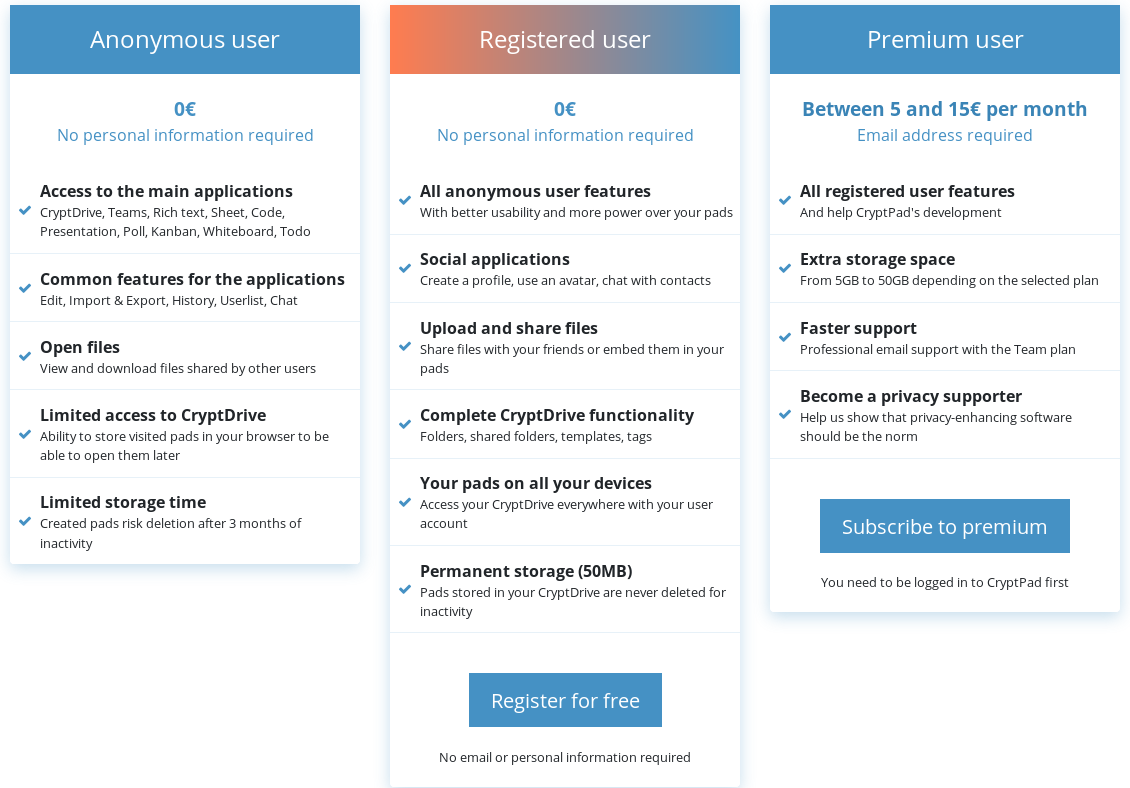 Anonymous user
0€
No personal information required
Access to the main applications
CryptDrive, Teams, Rich text, Sheet, Code,
Presentation, Poll, Kanban, Whiteboard, Todo
Common features for the applications
Edit, Import & Export, History, Userlist, Chat
Open files
View and download files shared by other users
Limited access to CryptDrive
Ability to store visited pads in your browser to be
able to open them later
Limited storage time
Created pads risk deletion after 3 months of
inactivity
Registered user
0€
No personal information required
All anonymous user features
With better usability and more power over your pads
Social applications
Create a profile, use an avatar, chat with contacts
Upload and share files
Share files with your friends or embed them in your
pads
Complete CryptDrive functionality
Folders, shared folders, templates, tags
Your pads on all your devices
Access your CryptDrive everywhere with your user
account
Permanent storage (50MB)
Pads stored in your CryptDrive are never deleted for
inactivity
Register for free
No email or personal information required
Premium user
Between 5 and 15€ per month
Email address required
All registered user features
And help CryptPad's development
Extra storage space
From 5GB to 50GB depending on the selected plan
Faster support
Professional email support with the Team plan
Become a privacy supporter
Help us show that privacy-enhancing software
should be the norm
Subscribe to premium
You need to be logged in to CryptPad first